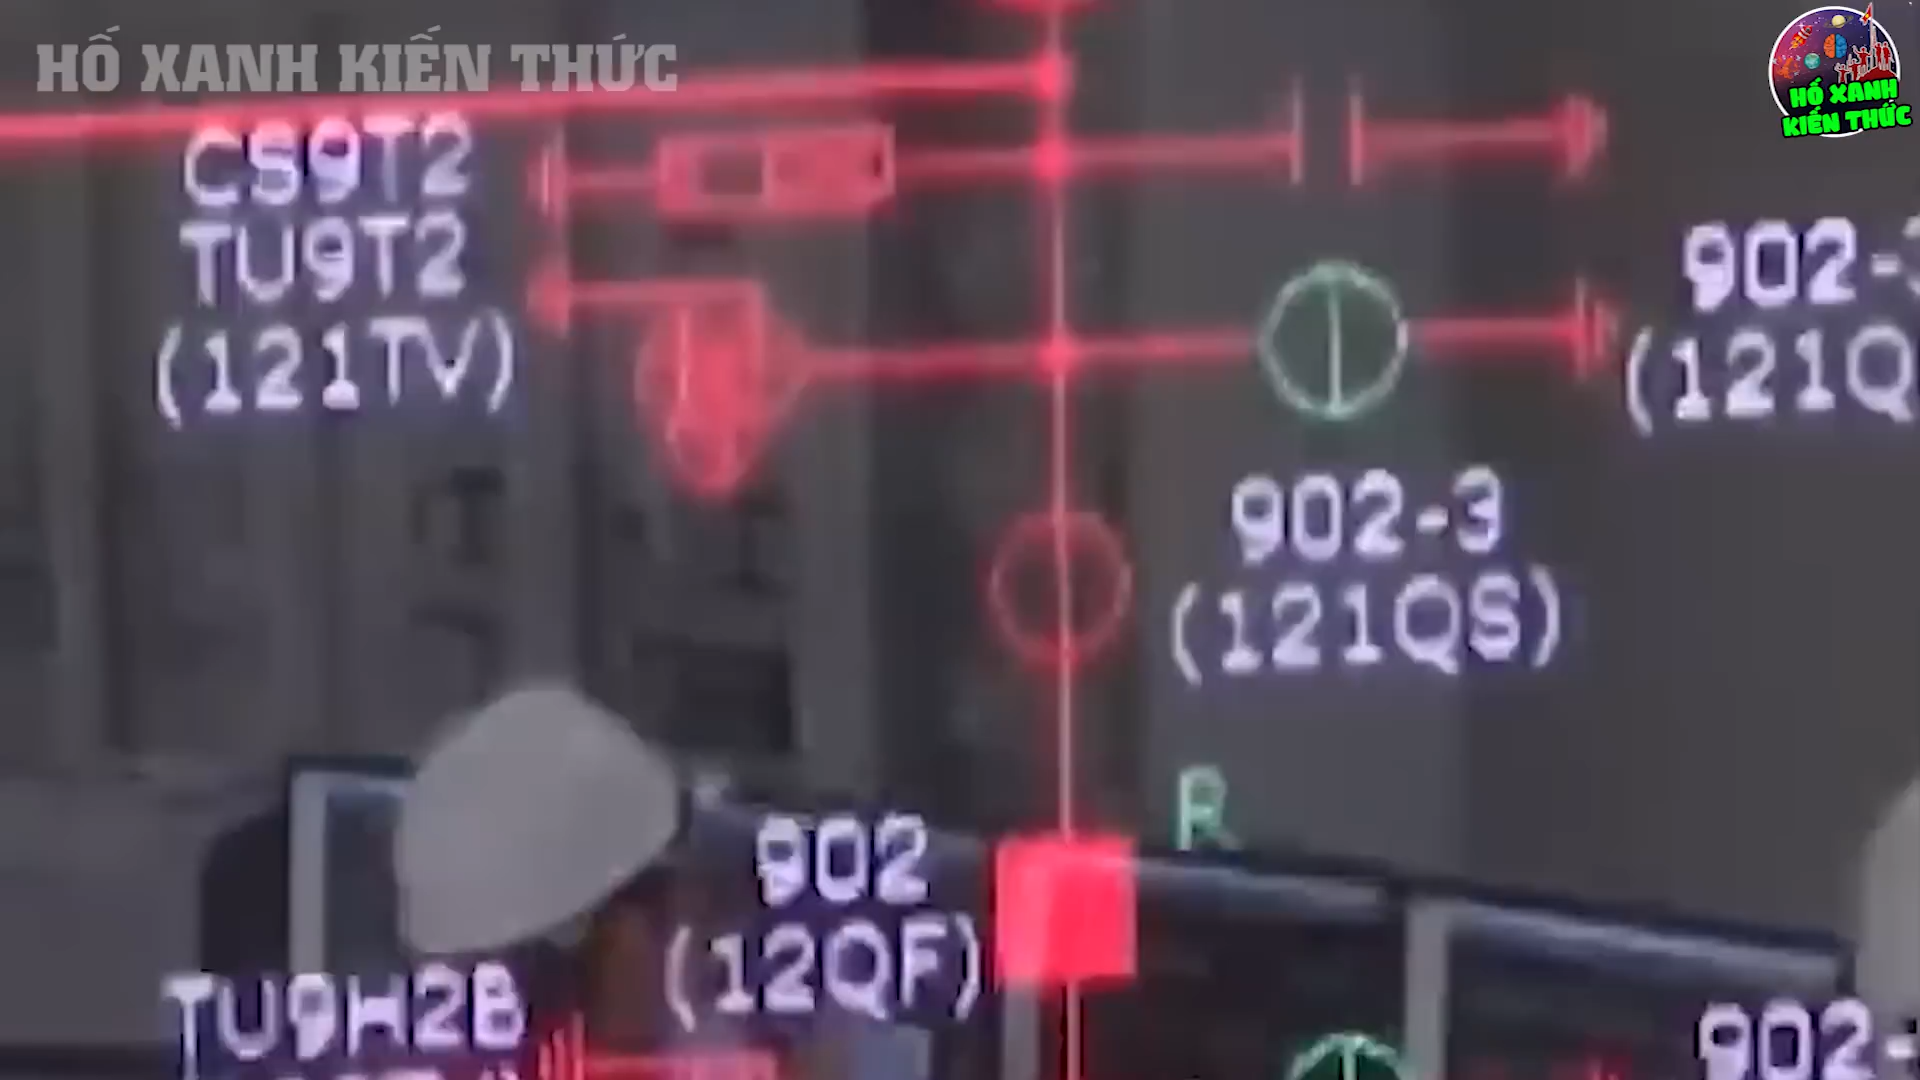 HỐ XANH KIẾN THỨC
HỐ XANH
KIẾN THỨC
CS9T2
TU9T2
(121TV)
902-3
(121QS)
R
902
(12QF)
TU9H2B
902-
(121Q
902-